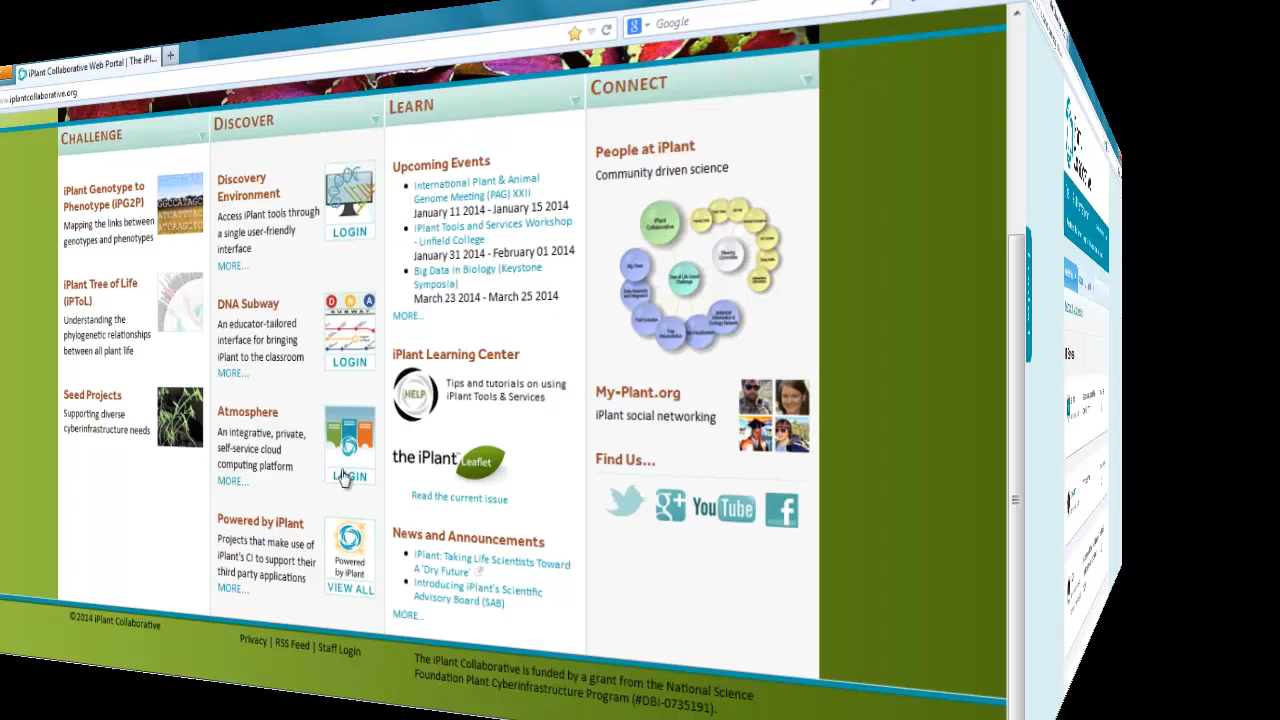 iPlant Collaborative Web Portal | The iPl...
Google
CHALLENGE
iPlant Genotype to
Phenotype (iPG2P)
Mapping the links between
genotypes and phenotypes
GGCCATAGC
iPlant Tree of Life
(iPToL)
Understanding the
phylogenetic relationships
between all plant life
Seed Projects
Supporting diverse
cyberinfrastructure needs
DISCOVER
Discovery
Environment
Access iPlant tools through
a single user-friendly
interface
MORE...
LOGIN
DNA Subway
An educator-tailored
interface for bringing
iPlant to the classroom
MORE...
D N A
SUBWAY
LOGIN
Atmosphere
An integrative, private,
self-service cloud
computing platform
MORE...
LOGIN
Powered by iPlant
Projects that make use of
iPlant's CI to support their
third party applications
MORE...
Powered
by iPlant
VIEW ALL
LEARN
Upcoming Events
International Plant & Animal
Genome Meeting (PAG) XXII
January 11 2014 - January 15 2014
iPlant Tools and Services Workshop
- Linfield College
January 31 2014 - February 01 2014
Big Data in Biology (Keystone
Symposia)
March 23 2014 - March 25 2014
MORE...
iPlant Learning Center
HELP
Tips and tutorials on using
iPlant Tools & Services
the iPlant Leaflet
Read the current issue
News and Announcements
iPlant: Taking Life Scientists Toward
A 'Dry Future'
Introducing iPlant's Scientific
Advisory Board (SAB)
MORE...
CONNECT
People at iPlant
Community driven science
My-Plant.org
iPlant social networking
Find Us...
YouTube
©2014 iPlant Collaborative
Privacy | RSS Feed | Staff Login
The iPlant Collaborative is funded by a grant from the National Science
Foundation Plant Cyberinfrastructure Program (#DBI-0735191).